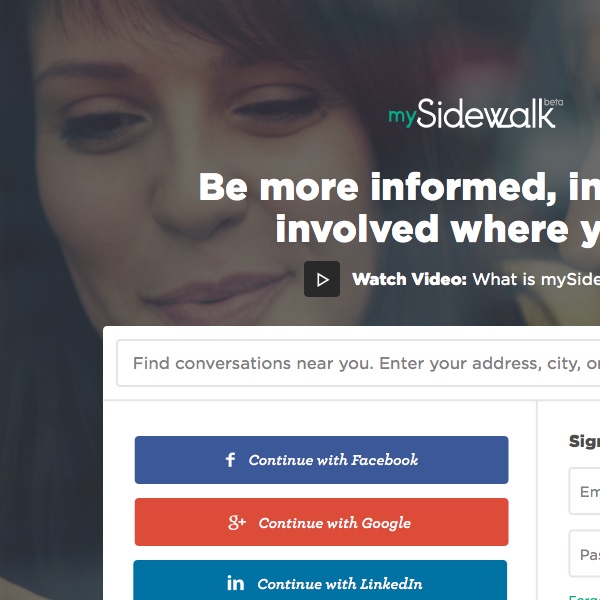 mySidewalk beta
Be more informed, in
involved where y
Watch Video: What is mySide
Find conversations near you. Enter your address, city, or
Sign
f Continue with Facebook
Em
g+ Continue with Google
Pas
in Continue with LinkedIn